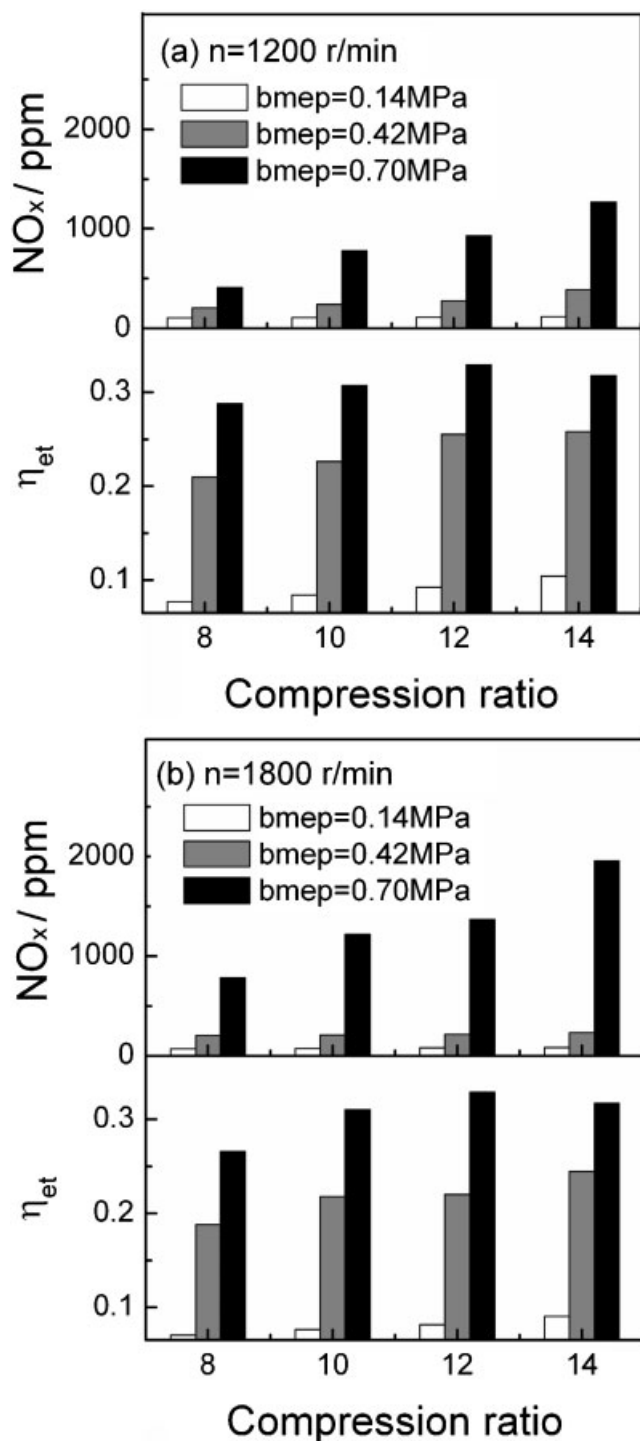 (a) n=1200 r/min
bmep=0.14MPa
bmep=0.42MPa
bmep=0.70MPa
NOx / ppm
2000
1000
0
ηet
0.3
0.2
0.1
8 10 12 14
Compression ratio
(b) n=1800 r/min
bmep=0.14MPa
bmep=0.42MPa
bmep=0.70MPa
NOx / ppm
2000
1000
0
ηet
0.3
0.2
0.1
8 10 12 14
Compression ratio